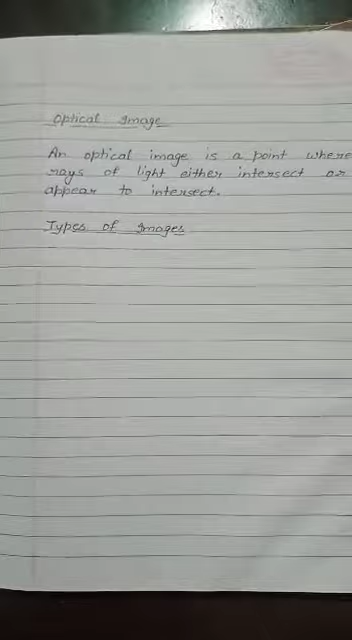 Optical Image
An optical image is a point where
rays of light either intersect or
appear to intersect.
Types of Images